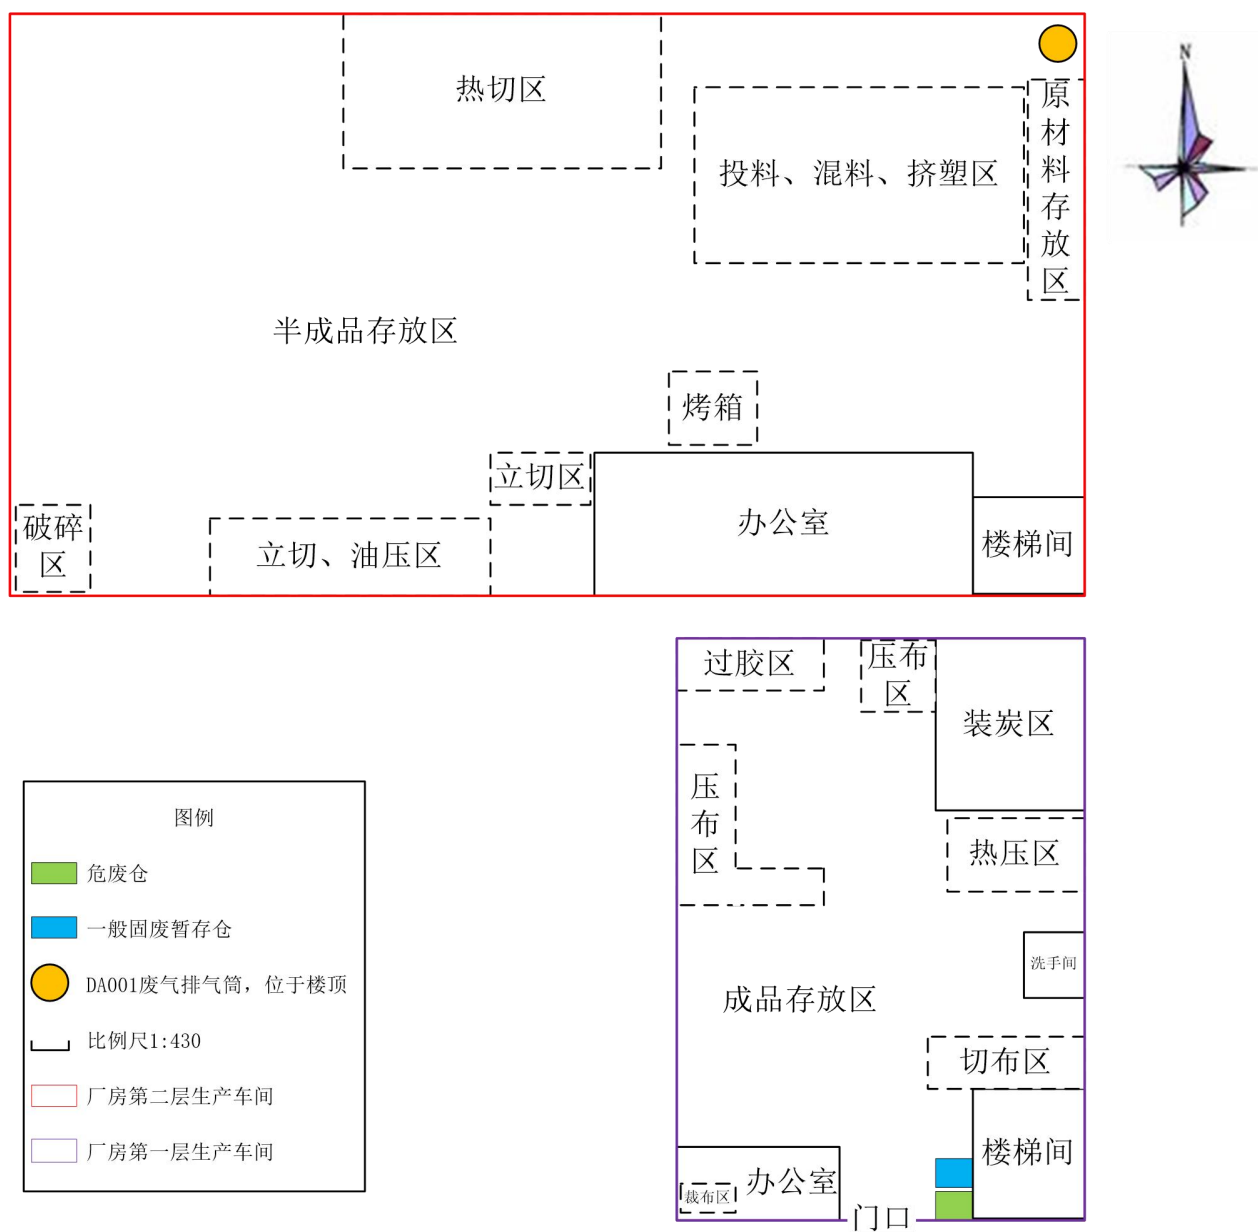 N
热切区
原材料存放区
投料、混料、挤塑区
半成品存放区
烤箱
立切区
破碎
区
立切、油压区
办公室
楼梯间
过胶区
压布
区
装炭区
压布区
热压区
洗手间
成品存放区
切布区
楼梯间
办公室
裁布区
门口
图例
危废仓
一般固废暂存仓
DA001废气排气筒，位于楼顶
比例尺1:430
厂房第二层生产车间
厂房第一层生产车间